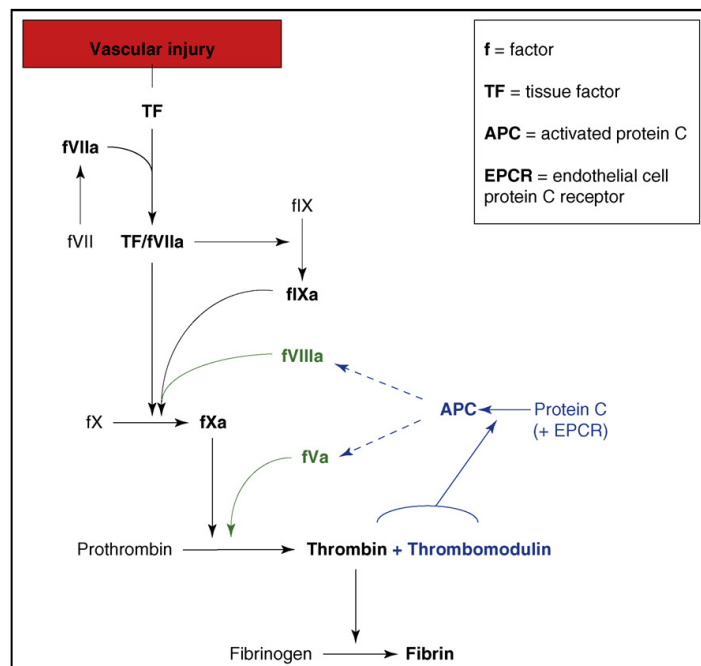 Vascular injury
f = factor
TF = tissue factor
APC = activated protein C
EPCR = endothelial cell
protein C receptor
TF
fVIIa
fIX
fVII
TF/fVIIa
fIXa
fVIIIa
APC
Protein C
(+ EPCR)
fX
fXa
fVa
Prothrombin
Thrombin + Thrombomodulin
Fibrinogen
Fibrin